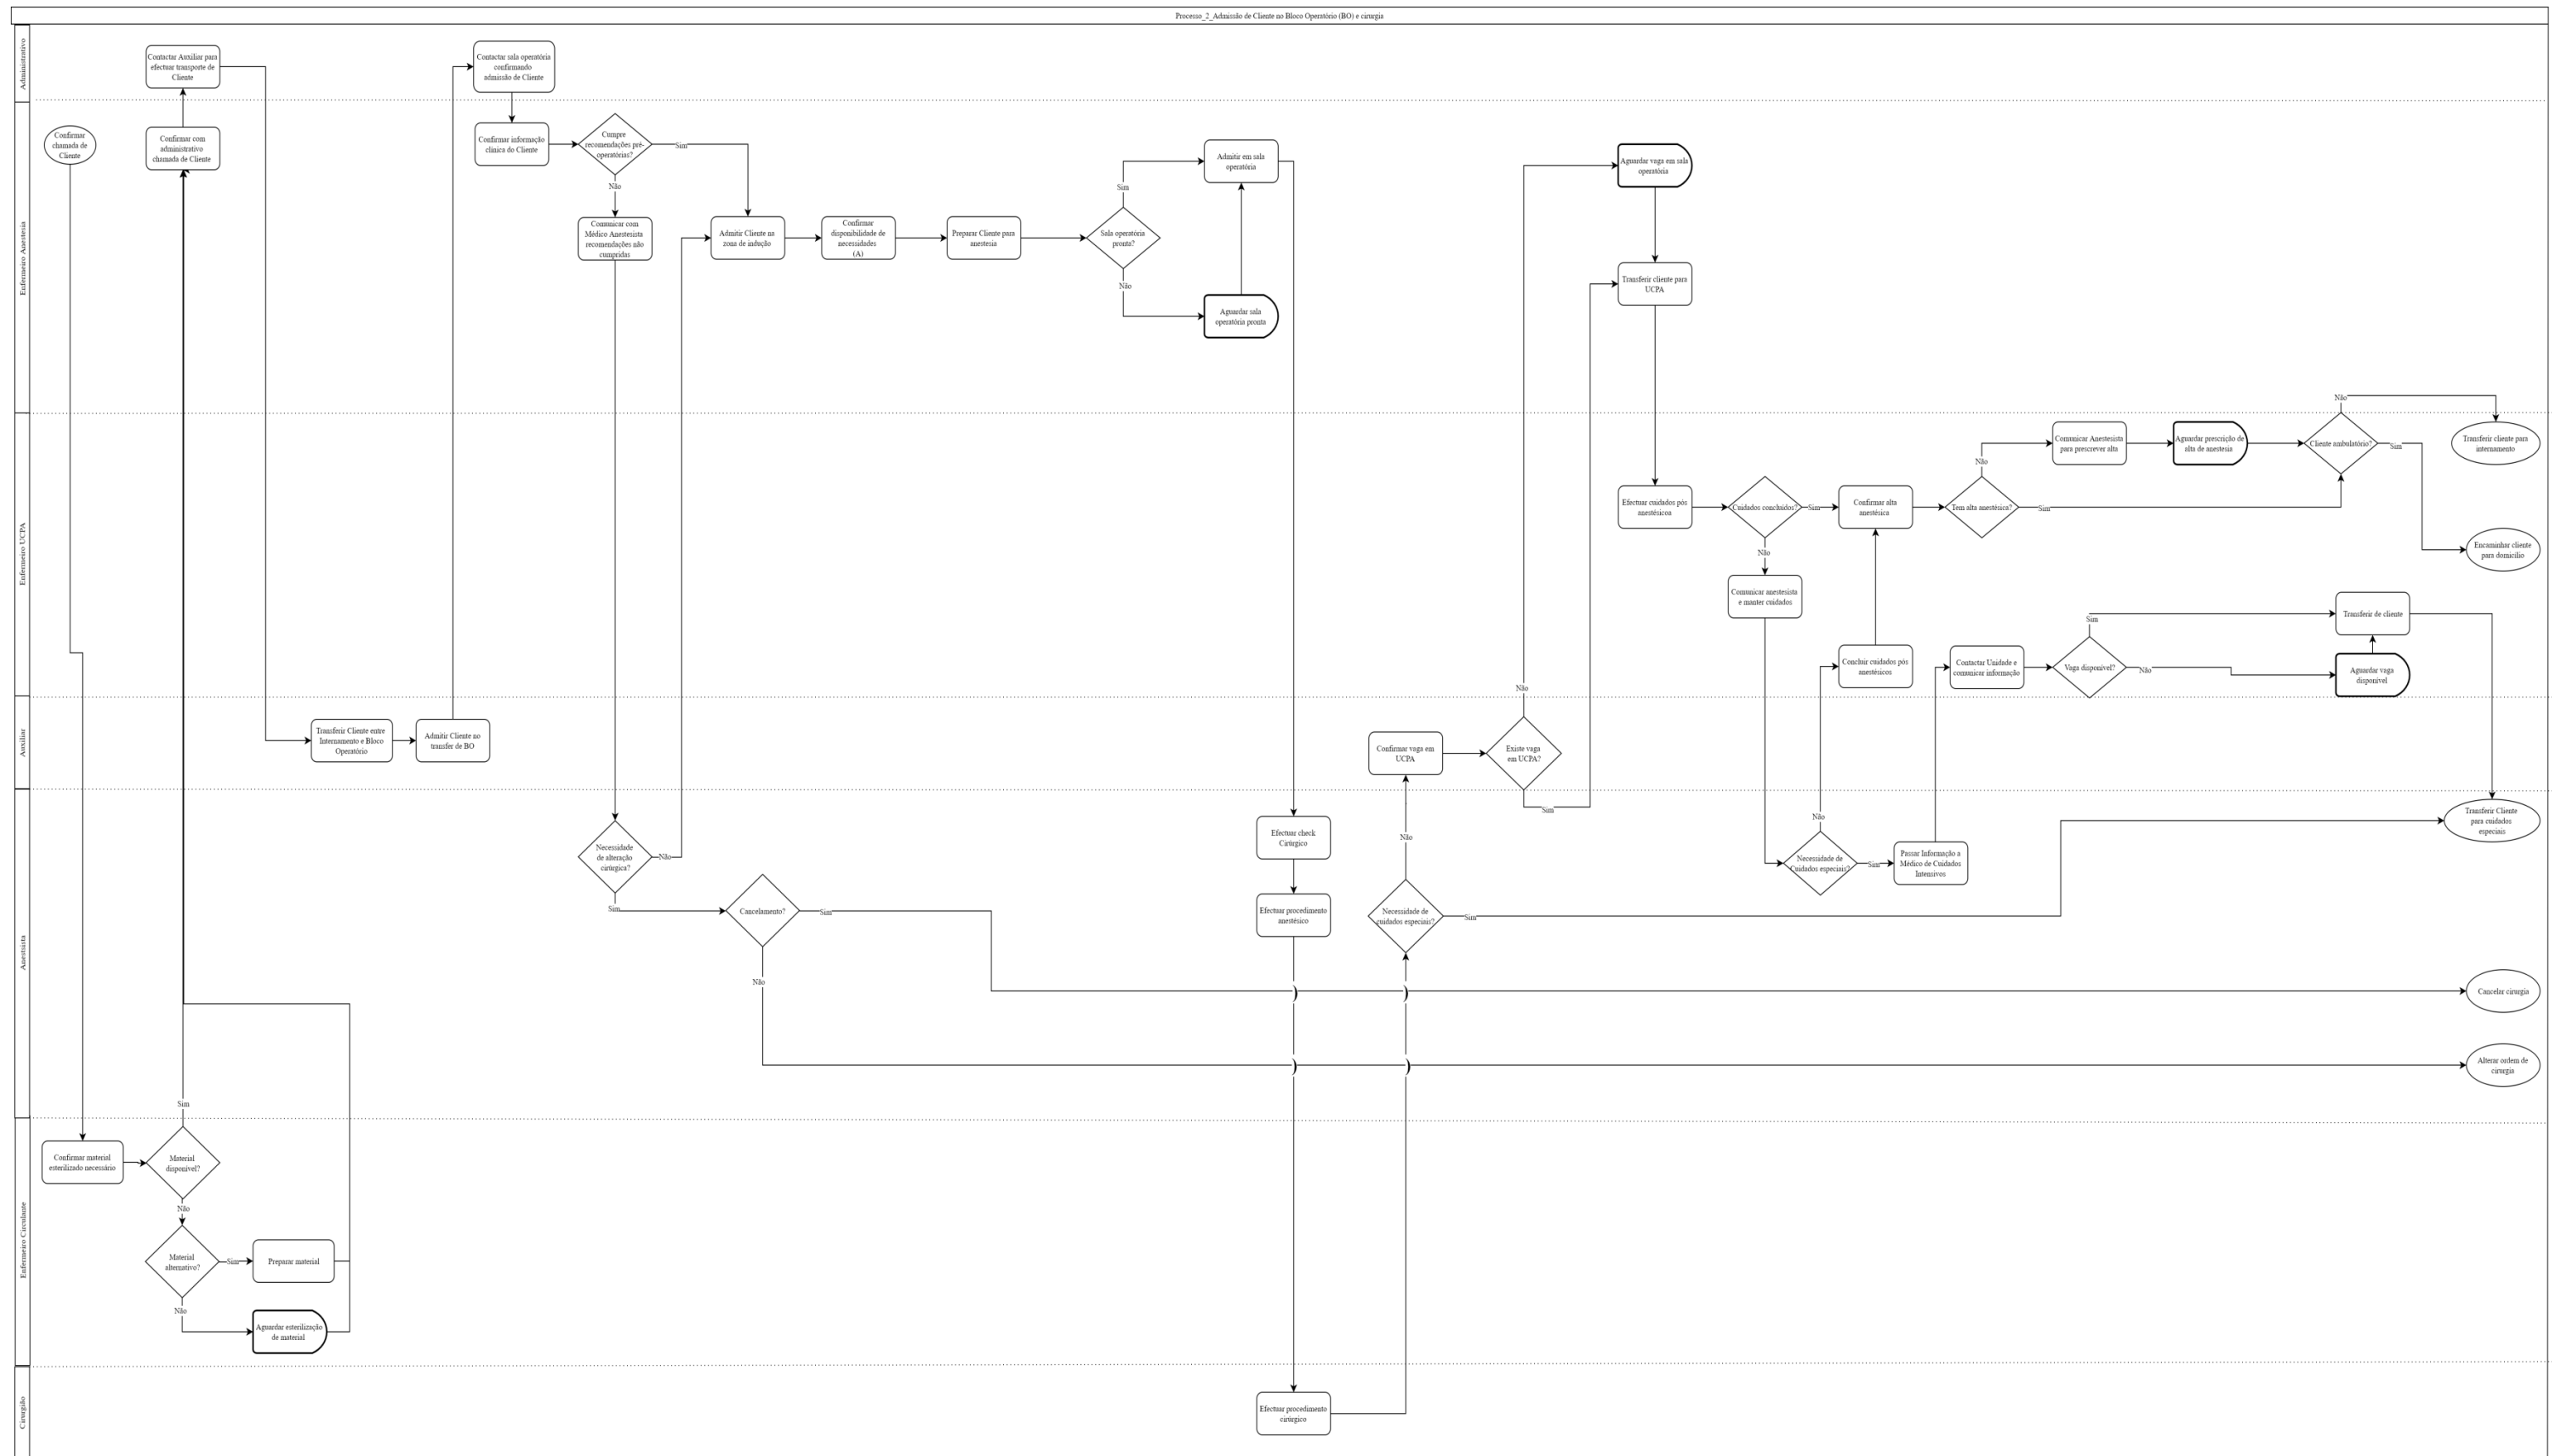 Processo_2_Admissão de Cliente no Bloco Operatório (BO) e cirurgia
Administrativo
Contactar Auxiliar para
efectuar transporte de
Cliente
Contactar sala operatória
confirmando
admissão de Cliente
Enfermeiro Anestesia
Confirmar
chamada de
Cliente
Confirmar com
administrativo
chamada de Cliente
Confirmar informação
clínica do Cliente
Cumpre
recomendações pré-
operatórias?
Sim
Não
Comunicar com
Médico Anestesista
recomendações não
cumpridas
Admitir Cliente na
zona de indução
Confirmar
disponibilidade de
necessidades
(A)
Preparar Cliente para
anestesia
Sala operatória
pronta?
Sim
Não
Admitir em sala
operatória
Aguardar sala
operatória pronta
Aguardar vaga em sala
operatória
Transferir cliente para
UCPA
Enfermeiro UCPA
Efectuar cuidados pós
anestésicoa
Cuidados concluídos?
Sim
Não
Confirmar alta
anestésica
Tem alta anestésica?
Não
Sim
Comunicar Anestesista
para prescrever alta
Aguardar prescrição de
alta de anestesia
Cliente ambulatório?
Não
Sim
Transferir cliente para
internamento
Encaminhar cliente
para domicílio
Comunicar anestesista
e manter cuidados
Concluir cuidados pós
anestésicos
Contactar Unidade e
comunicar informação
Vaga disponível?
Sim
Não
Transferir de cliente
Aguardar vaga
disponível
Auxiliar
Transferir Cliente entre
Internamento e Bloco
Operatório
Admitir Cliente no
transfer de BO
Confirmar vaga em
UCPA
Existe vaga
em UCPA?
Não
Sim
Anestesista
Necessidade
de alteração
cirúrgica?
Não
Sim
Cancelamento?
Sim
Não
Efectuar check
Cirúrgico
Efectuar procedimento
anestésico
Necessidade de
cuidados especiais?
Não
Sim
Necessidade de
Cuidados especiais?
Não
Sim
Passar Informação a
Médico de Cuidados
Intensivos
Transferir Cliente
para cuidados
especiais
Cancelar cirurgia
Alterar ordem de
cirurgia
Enfermeiro Circulante
Confirmar material
esterilizado necessário
Material
disponível?
Sim
Não
Material
alternativo?
Sim
Não
Preparar material
Aguardar esterilização
de material
Cirurgião
Efectuar procedimento
cirúrgico